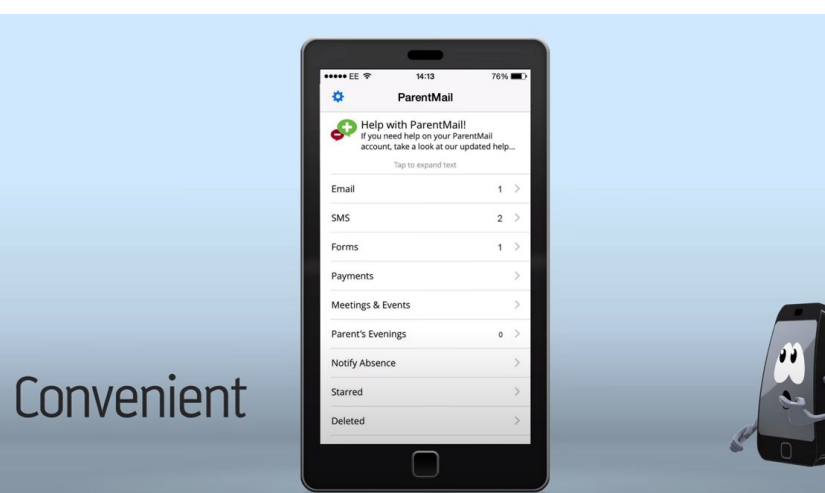 EE 14:13 76%
ParentMail
Help with ParentMail!
If you need help on your ParentMail
account, take a look at our updated help...
Tap to expand text
Email 1
SMS 2
Forms 1
Payments
Meetings & Events
Parent's Evenings 0
Notify Absence
Starred
Deleted
Convenient